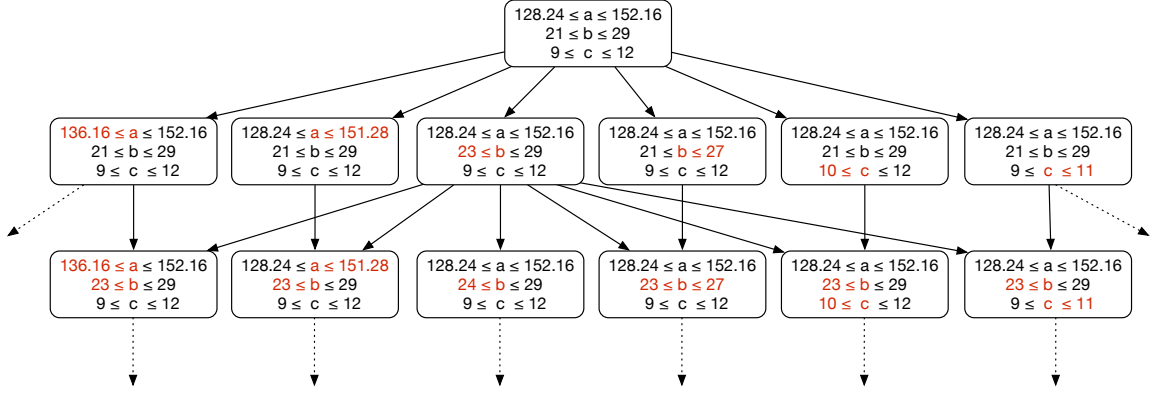 128.24 ≤ a ≤ 152.16
21 ≤ b ≤ 29
9 ≤ c ≤ 12
136.16 ≤ a ≤ 152.16
21 ≤ b ≤ 29
9 ≤ c ≤ 12
128.24 ≤ a ≤ 151.28
21 ≤ b ≤ 29
9 ≤ c ≤ 12
128.24 ≤ a ≤ 152.16
23 ≤ b ≤ 29
9 ≤ c ≤ 12
128.24 ≤ a ≤ 152.16
21 ≤ b ≤ 27
9 ≤ c ≤ 12
128.24 ≤ a ≤ 152.16
21 ≤ b ≤ 29
10 ≤ c ≤ 12
128.24 ≤ a ≤ 152.16
21 ≤ b ≤ 29
9 ≤ c ≤ 11
136.16 ≤ a ≤ 152.16
23 ≤ b ≤ 29
9 ≤ c ≤ 12
128.24 ≤ a ≤ 151.28
23 ≤ b ≤ 29
9 ≤ c ≤ 12
128.24 ≤ a ≤ 152.16
24 ≤ b ≤ 29
9 ≤ c ≤ 12
128.24 ≤ a ≤ 152.16
23 ≤ b ≤ 27
9 ≤ c ≤ 12
128.24 ≤ a ≤ 152.16
23 ≤ b ≤ 29
10 ≤ c ≤ 12
128.24 ≤ a ≤ 152.16
23 ≤ b ≤ 29
9 ≤ c ≤ 11